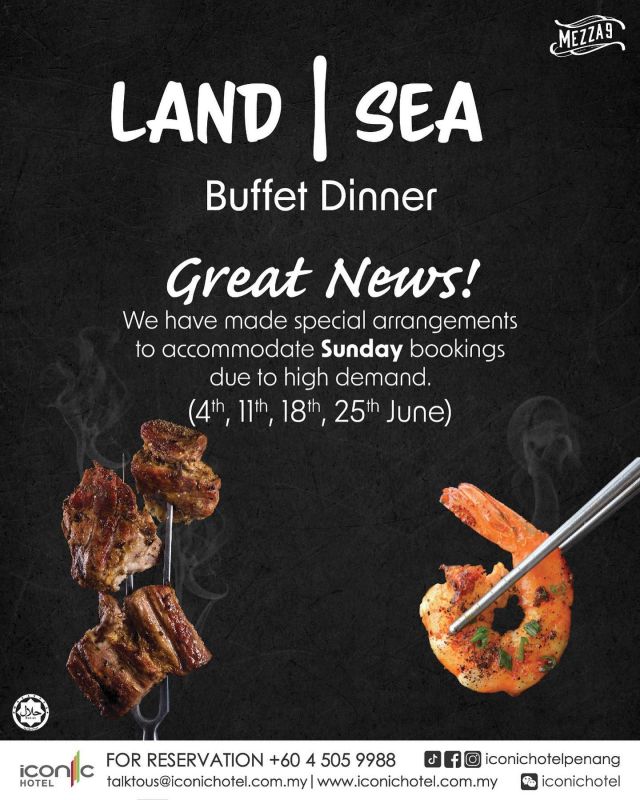 MEZZA9
LAND | SEA
Buffet Dinner
Great News!
We have made special arrangements
to accommodate Sunday bookings
due to high demand.
(4th, 11th, 18th, 25th June)
حلال
iconic
HOTEL
FOR RESERVATION +60 4 505 9988
iconichotelpenang
talktous@iconichotel.com.my | www.iconichotel.com.my
iconichotel